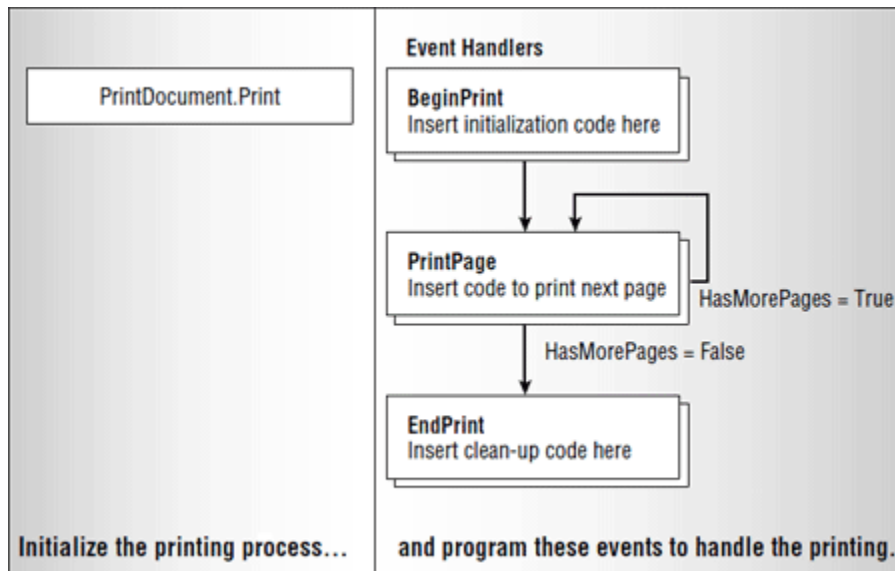 PrintDocument.Print
Event Handlers
BeginPrint
Insert initialization code here
PrintPage
Insert code to print next page
HasMorePages = True
HasMorePages = False
EndPrint
Insert clean-up code here
Initialize the printing process…
and program these events to handle the printing.